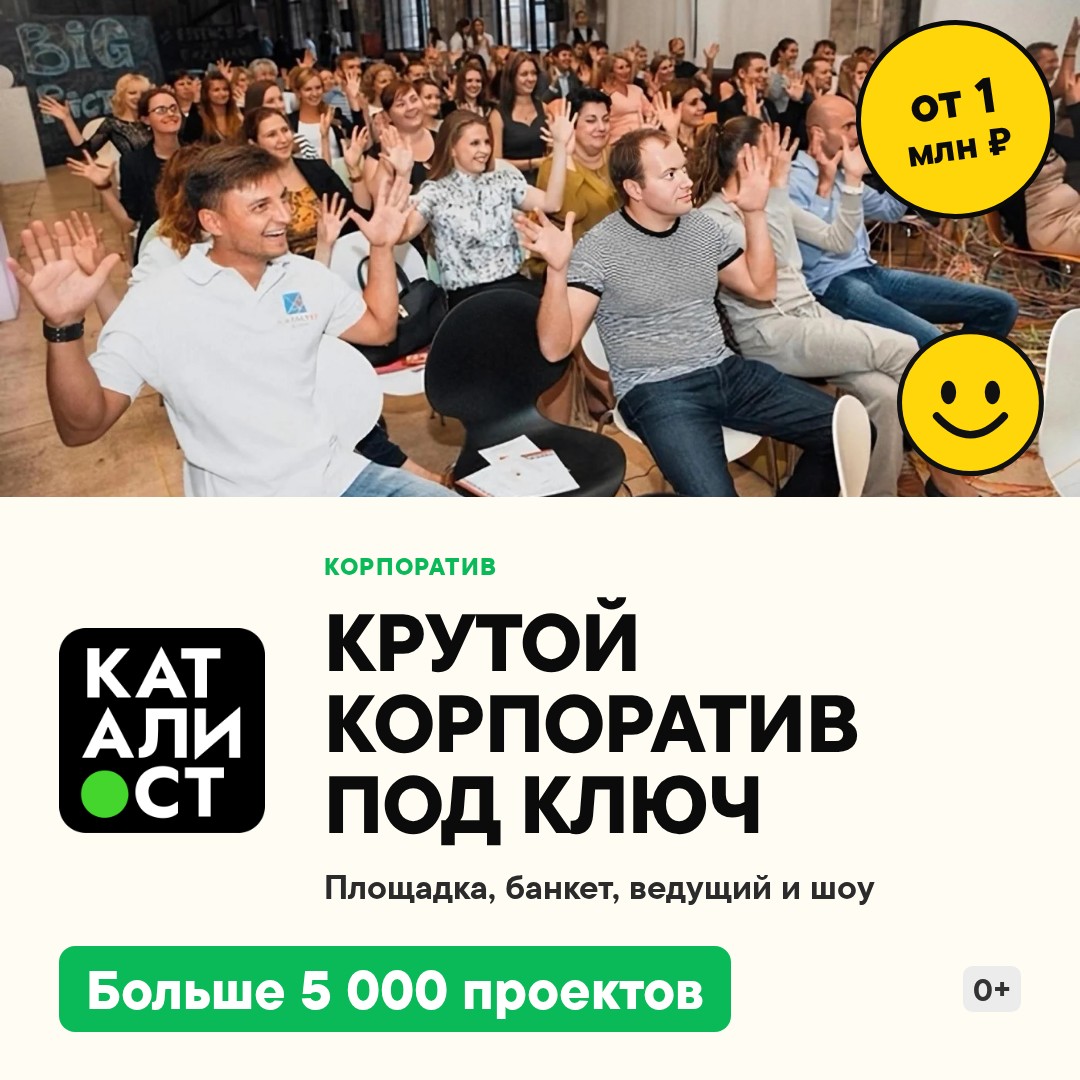 BiG
от 1
млн ₽
КОРПОРАТИВ
КРУТОЙ
КОРПОРАТИВ
ПОД КЛЮЧ
КАТ
АЛИ
СТ
Площадка, банкет, ведущий и шоу
Больше 5 000 проектов
0+